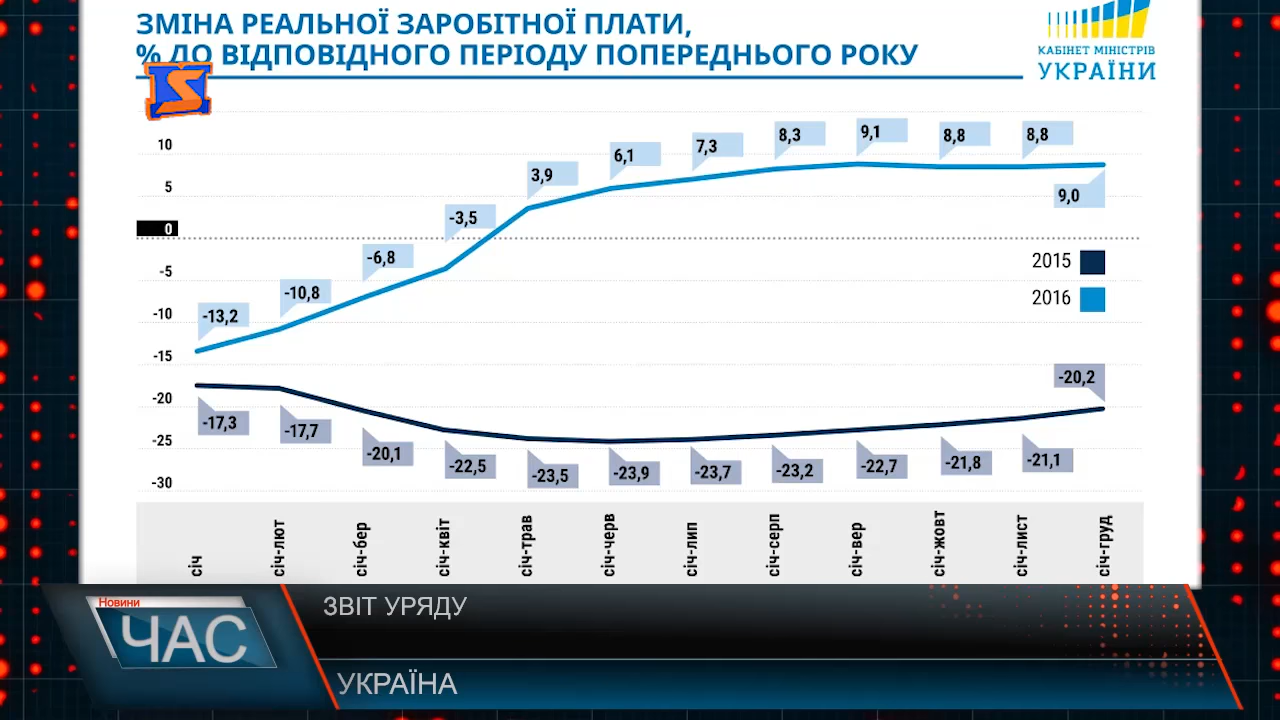 ЗМІНА РЕАЛЬНОЇ ЗАРОБІТНОЇ ПЛАТИ,
% ДО ВІДПОВІДНОГО ПЕРІОДУ ПОПЕРЕДНЬОГО РОКУ
КАБІНЕТ МІНІСТРІВ
УКРАЇНИ
10
5
0
-5
-10
-15
-20
-25
-30
-13,2
-10,8
-6,8
-3,5
3,9
6,1
7,3
8,3
9,1
8,8
8,8
9,0
2015
2016
-17,3
-17,7
-20,1
-22,5
-23,5
-23,9
-23,7
-23,2
-22,7
-21,8
-21,1
-20,2
січ
січ-лют
січ-бер
січ-квіт
січ-трав
січ-черв
січ-лип
січ-серп
січ-вер
січ-жовт
січ-лист
січ-груд
Новини
ЧАС
ЗВІТ УРЯДУ
УКРАЇНА